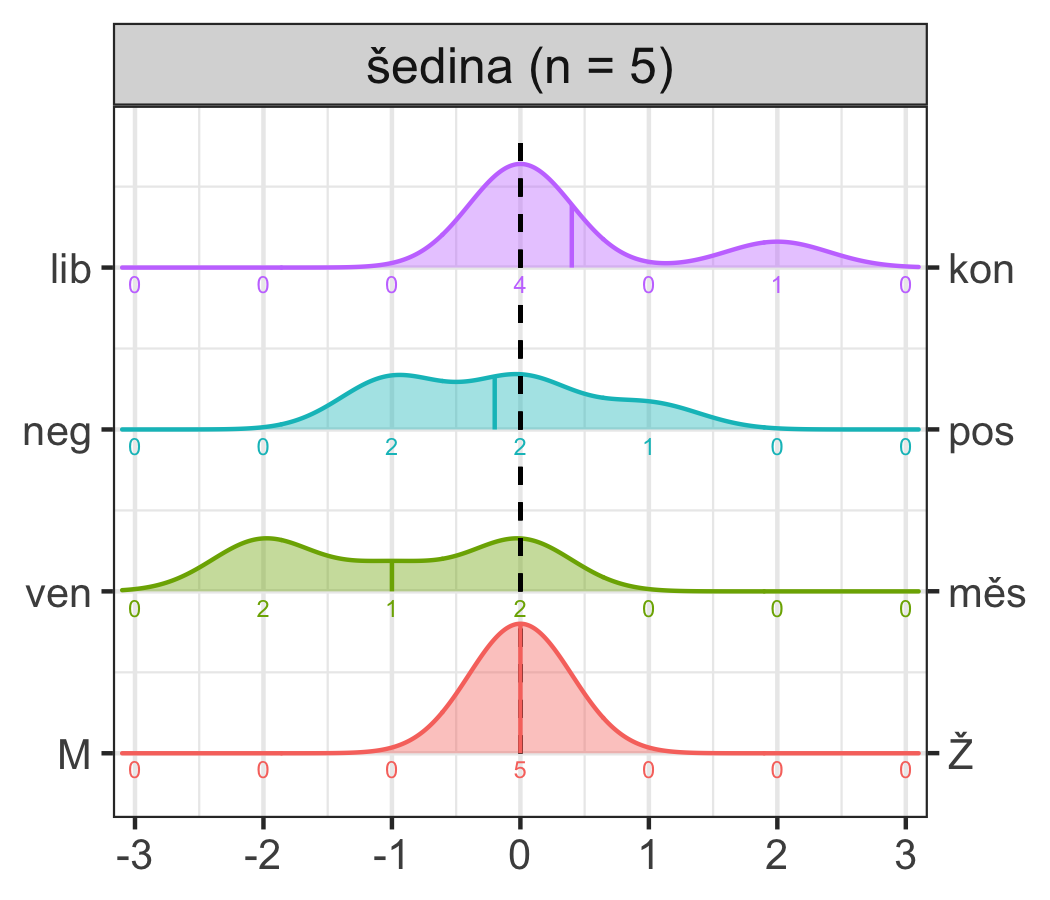 šedina (n = 5)
lib kon
0 0 0 4 0 1 0
neg pos
0 0 2 2 1 0 0
ven měs
0 2 1 2 0 0 0
M Ž
0 0 0 5 0 0 0
-3 -2 -1 0 1 2 3